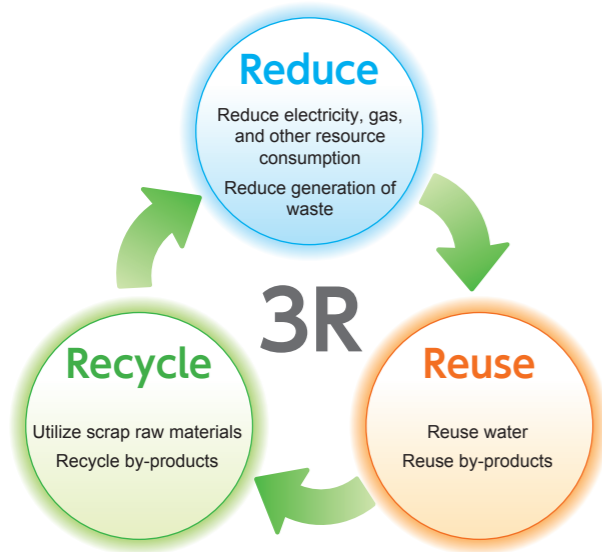 Reduce
Reduce electricity, gas,
and other resource
consumption
Reduce generation of
waste
3R
Recycle
Utilize scrap raw materials
Recycle by-products
Reuse
Reuse water
Reuse by-products